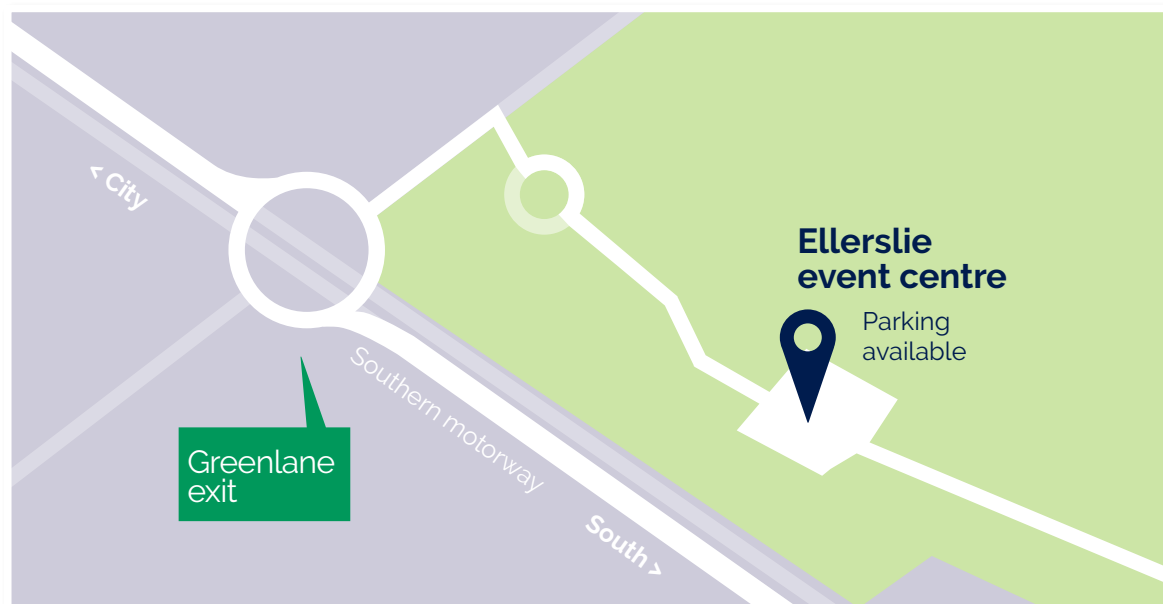 < City
Ellerslie
event centre
Parking
available
Southern motorway
Greenlane
exit
South >